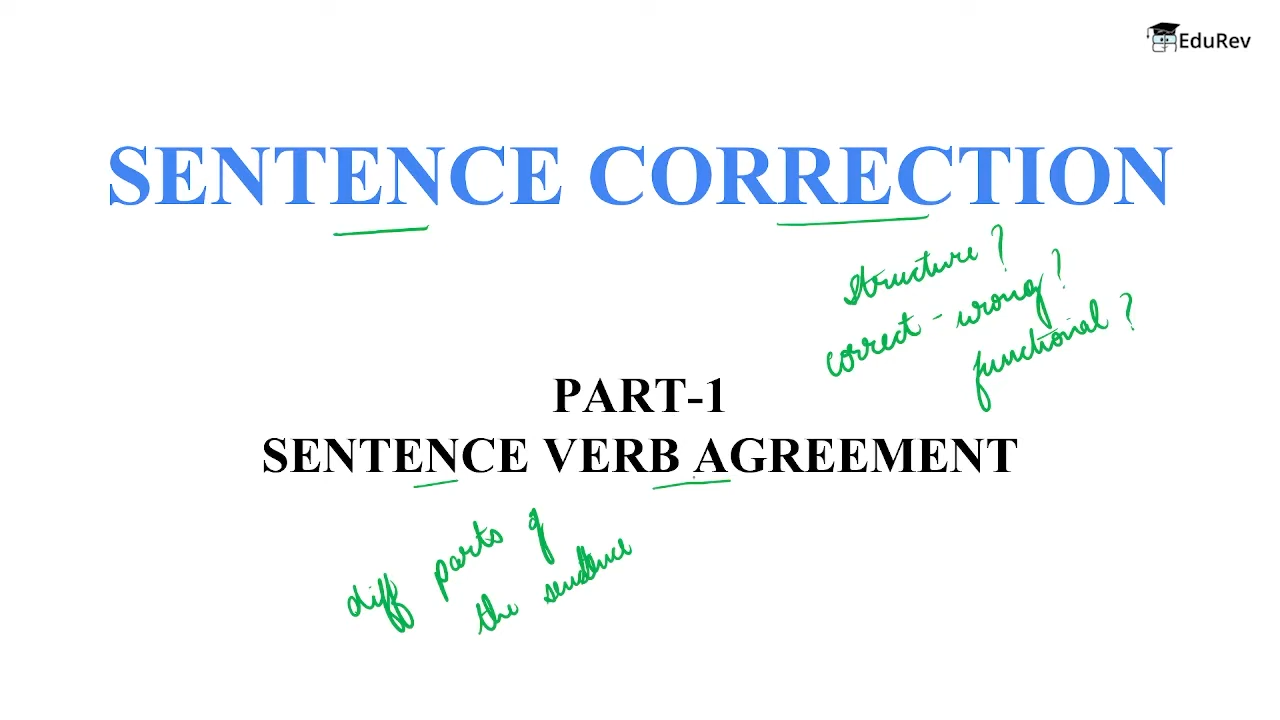 EduRev
SENTENCE CORRECTION
structure ?
correct - wrong ?
functional ?
PART-1
SENTENCE VERB AGREEMENT
diff parts of
the sentence